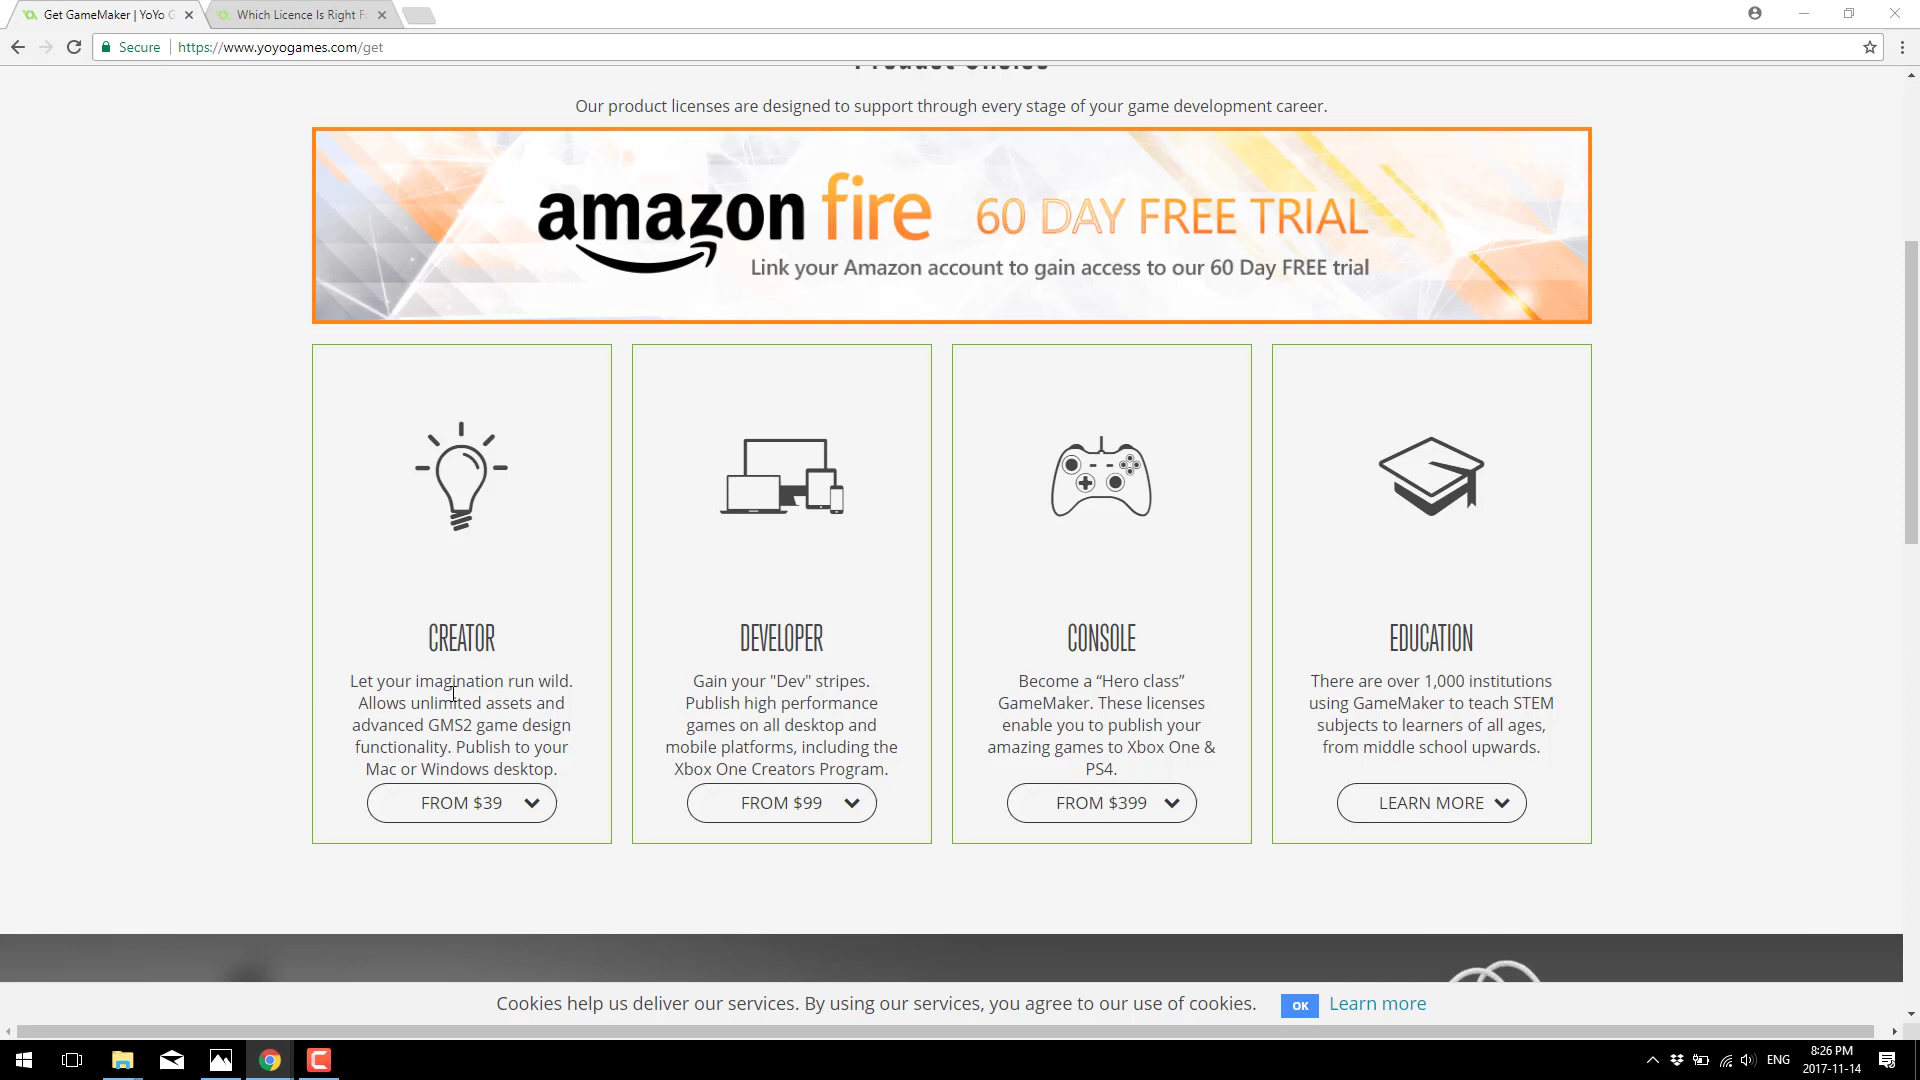 Get GameMaker | YoYo G
Which Licence Is Right F
Secure
https://www.yoyogames.com/get
Product Choice
Our product licenses are designed to support through every stage of your game development career.
amazon fire 60 DAY FREE TRIAL
Link your Amazon account to gain access to our 60 Day FREE trial
CREATOR
Let your imagination run wild.
Allows unlimited assets and
advanced GMS2 game design
functionality. Publish to your
Mac or Windows desktop.
FROM $39
DEVELOPER
Gain your "Dev" stripes.
Publish high performance
games on all desktop and
mobile platforms, including the
Xbox One Creators Program.
FROM $99
CONSOLE
Become a “Hero class”
GameMaker. These licenses
enable you to publish your
amazing games to Xbox One &
PS4.
FROM $399
EDUCATION
There are over 1,000 institutions
using GameMaker to teach STEM
subjects to learners of all ages,
from middle school upwards.
LEARN MORE
Cookies help us deliver our services. By using our services, you agree to our use of cookies.
OK
Learn more
ENG
8:26 PM
2017-11-14